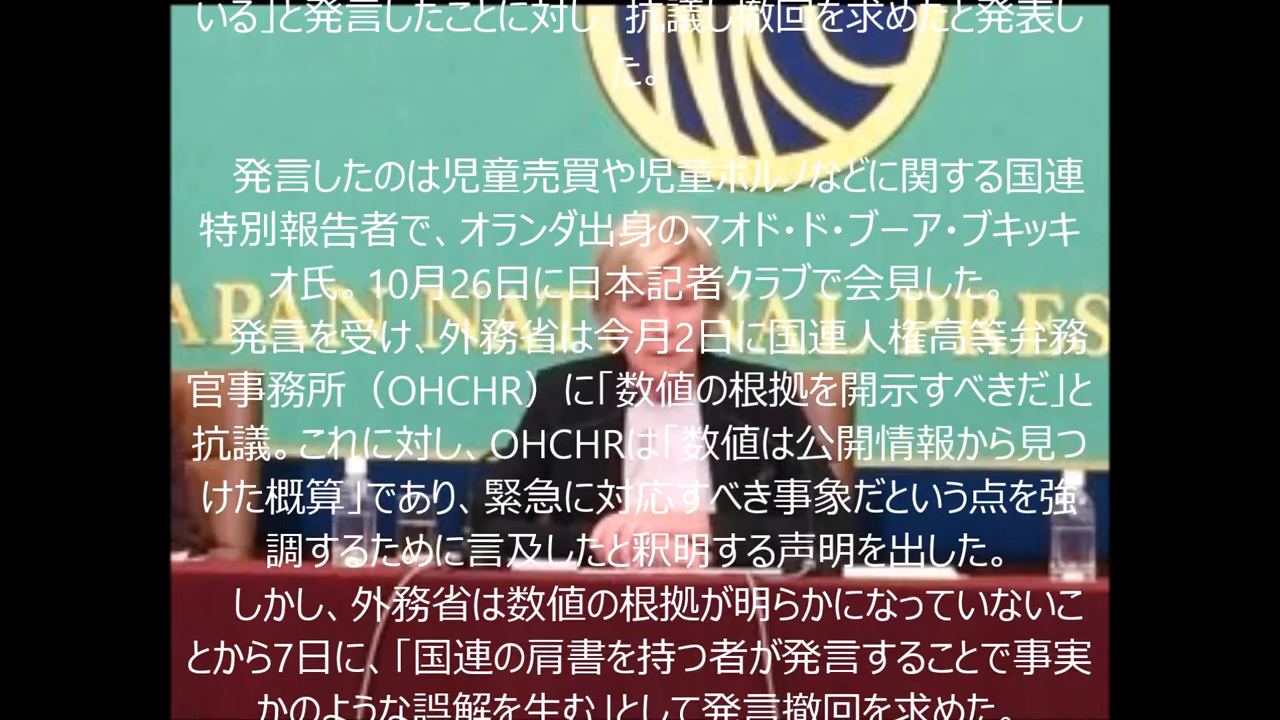 いる」と発言したことに対し、抗議し撤回を求めたと発表し
た。
発言したのは児童売買や児童ポルノなどに関する国連
特別報告者で、オランダ出身のマオド・ド・ブーア・ブキッキ
オ氏。10月26日に日本記者クラブで会見した。
発言を受け、外務省は今月2日に国連人権高等弁務
官事務所（OHCHR）に「数値の根拠を開示すべきだ」と
抗議。これに対し、OHCHRは「数値は公開情報から見つ
けた概算」であり、緊急に対応すべき事象だという点を強
調するために言及したと釈明する声明を出した。
しかし、外務省は数値の根拠が明らかになっていないこ
とから7日に、「国連の肩書を持つ者が発言することで事実
かのような誤解を生む」として発言撤回を求めた。
JAPAN NATIONAL PRES